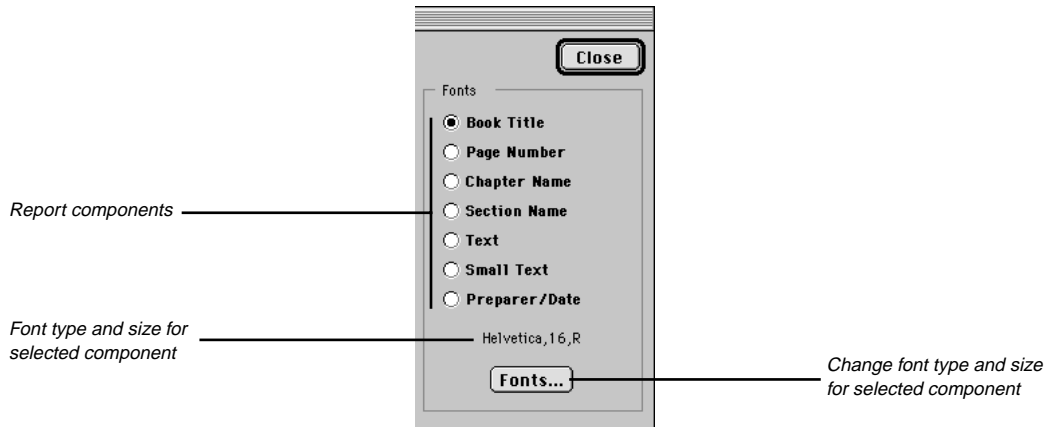 Close
Fonts
Book Title
Page Number
Chapter Name
Report components
Section Name
Text
Small Text
Preparer/Date
Font type and size for
selected component
Helvetica,16,R
Fonts...
Change font type and size
for selected component